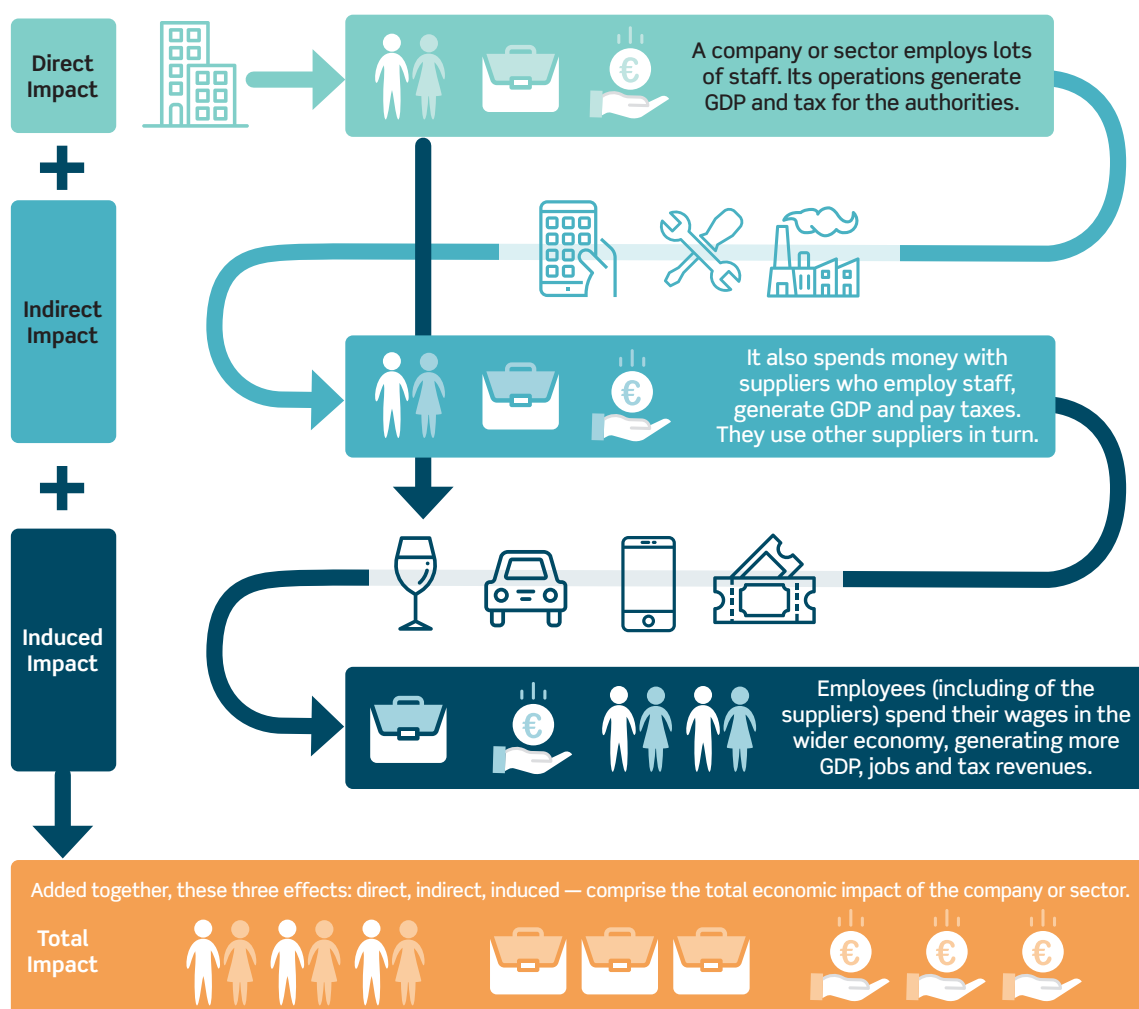 Direct
Impact
A company or sector employs lots
of staff. Its operations generate
GDP and tax for the authorities.
€
+
Indirect
Impact
It also spends money with
suppliers who employ staff,
generate GDP and pay taxes.
They use other suppliers in turn.
€
+
Induced
Impact
€
Employees (including of the
suppliers) spend their wages in the
wider economy, generating more
GDP, jobs and tax revenues.
Added together, these three effects: direct, indirect, induced — comprise the total economic impact of the company or sector.
Total
Impact
€ € €